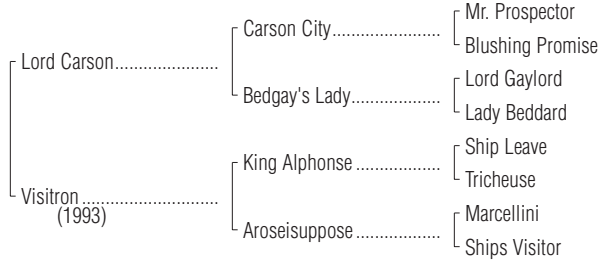 Mr. Prospector
Carson City......................
Blushing Promise
Lord Carson.....................
Lord Gaylord
Bedgay's Lady..................
Lady Beddard
Ship Leave
King Alphonse .................
Tricheuse
Visitron ...........................
(1993)
Marcellini
Aroseisuppose .................
Ships Visitor